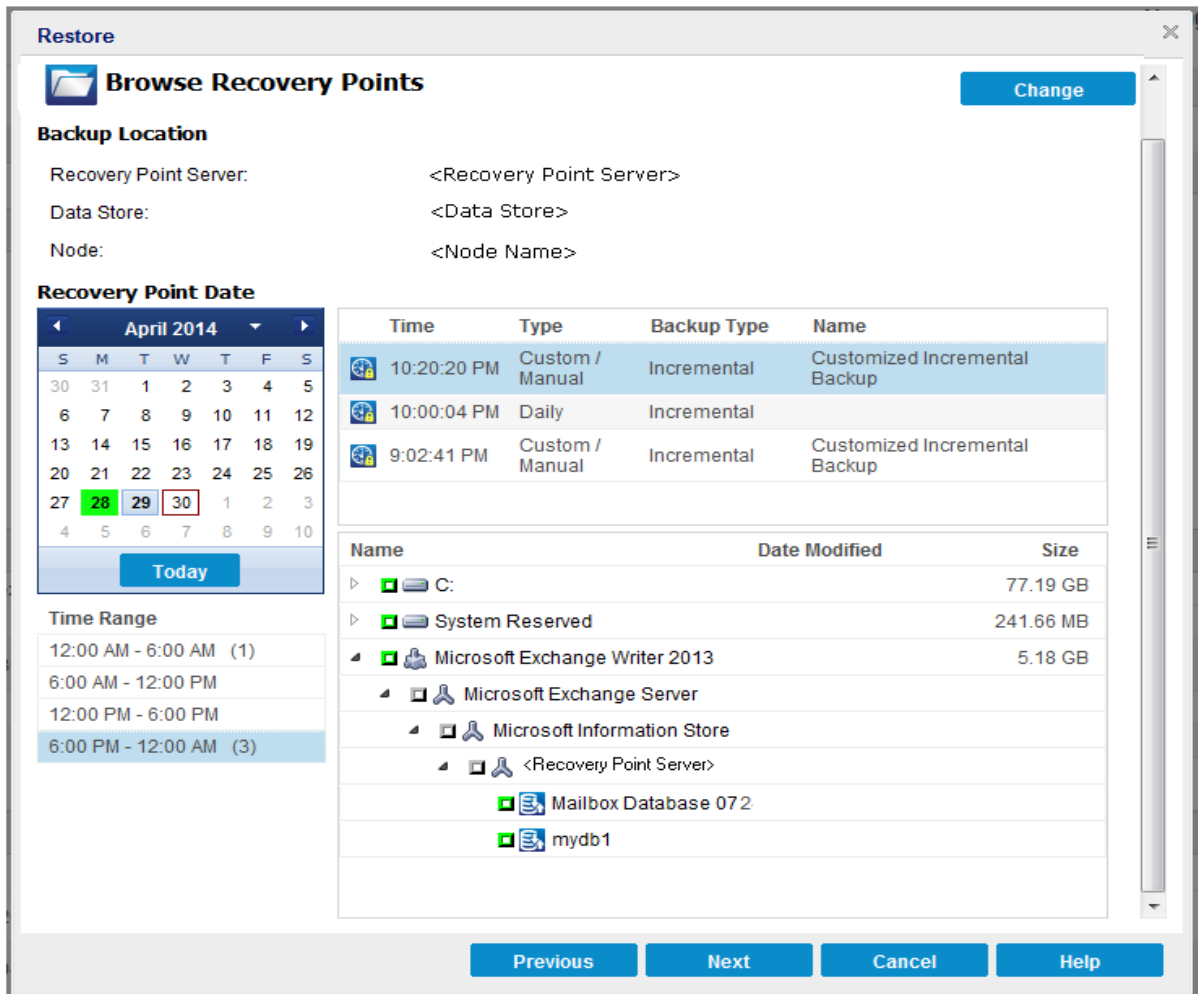 Restore
Browse Recovery Points
Change
Backup Location
Recovery Point Server: <Recovery Point Server>
Data Store: <Data Store>
Node: <Node Name>
Recovery Point Date
April 2014
S M T W T F S
30 31 1 2 3 4 5
6 7 8 9 10 11 12
13 14 15 16 17 18 19
20 21 22 23 24 25 26
27 28 29 30 1 2 3
4 5 6 7 8 9 10
Today
Time Range
12:00 AM - 6:00 AM (1)
6:00 AM - 12:00 PM
12:00 PM - 6:00 PM
6:00 PM - 12:00 AM (3)
Time Type Backup Type Name
10:20:20 PM Custom / Manual Incremental Customized Incremental Backup
10:00:04 PM Daily Incremental
9:02:41 PM Custom / Manual Incremental Customized Incremental Backup
Name Date Modified Size
C: 77.19 GB
System Reserved 241.66 MB
Microsoft Exchange Writer 2013 5.18 GB
Microsoft Exchange Server
Microsoft Information Store
<Recovery Point Server>
Mailbox Database 072
mydb1
Previous Next Cancel Help